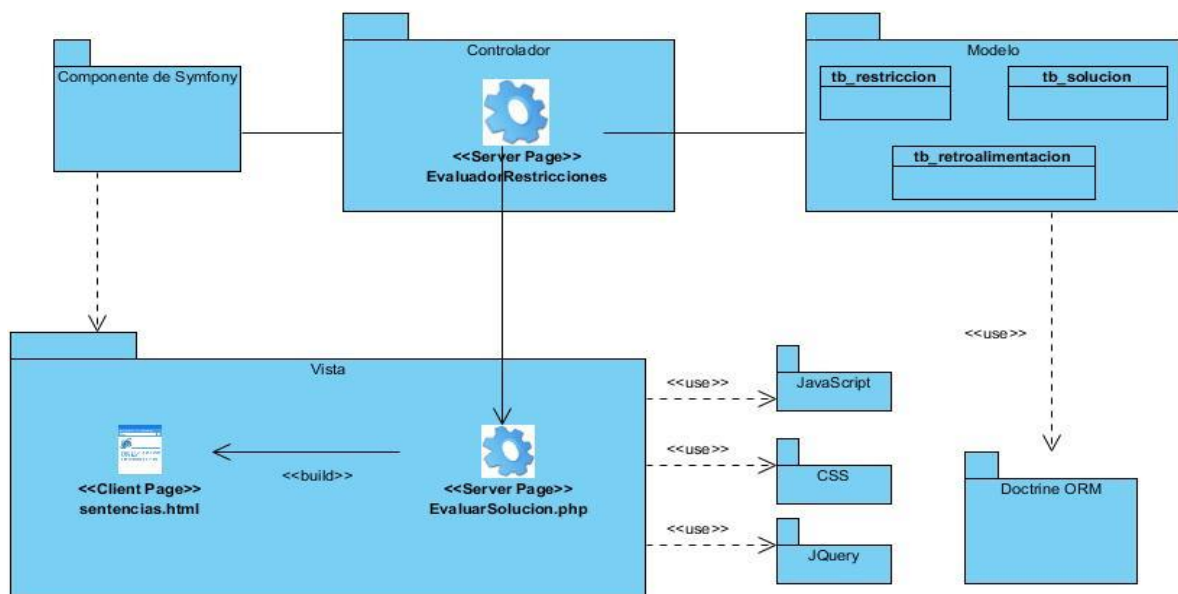 Componente de Symfony
Controlador
<<Server Page>>
EvaluadorRestricciones
Modelo
tb_restriccion
tb_solucion
tb_retroalimentacion
<<use>>
Vista
<<Client Page>>
sentencias.html
<<build>>
<<Server Page>>
EvaluarSolucion.php
<<use>>
JavaScript
<<use>>
CSS
<<use>>
JQuery
Doctrine ORM